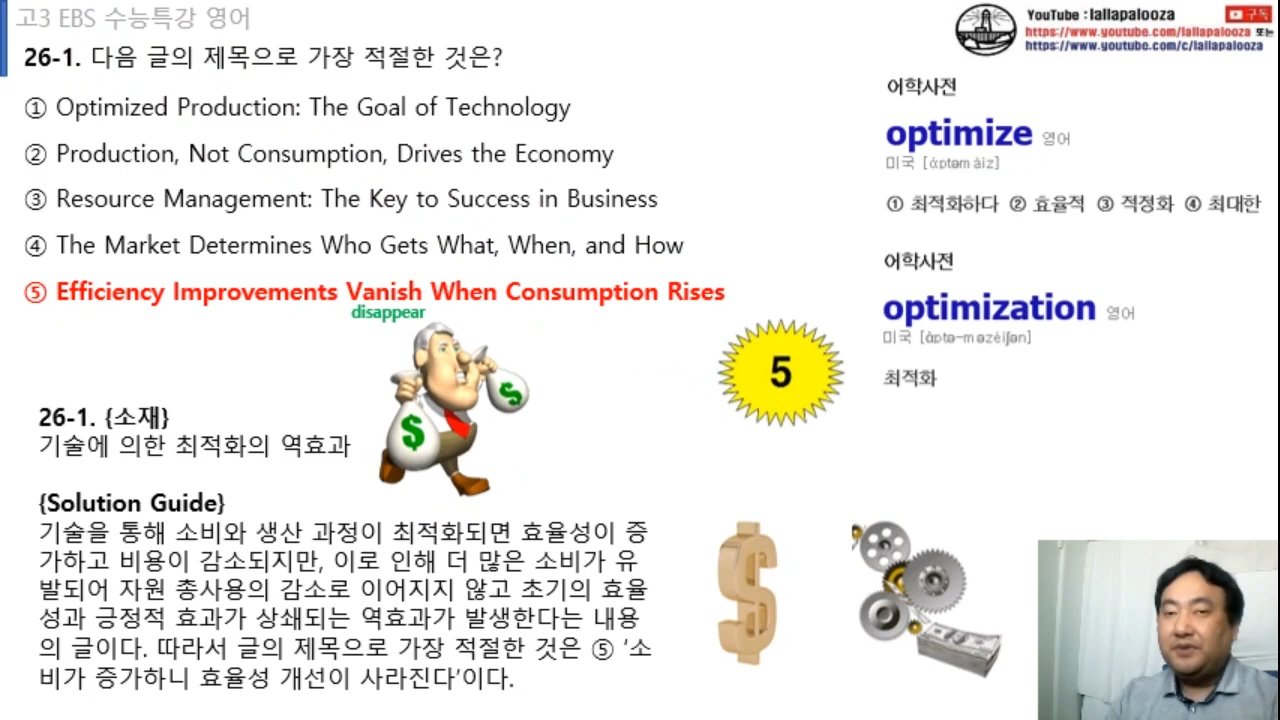 고3 EBS 수능특강 영어
YouTube : lallapalooza
구독
https://www.youtube.com/lallapalooza 또는
https://www.youtube.com/c/lallapalooza
26-1. 다음 글의 제목으로 가장 적절한 것은?
① Optimized Production: The Goal of Technology
② Production, Not Consumption, Drives the Economy
③ Resource Management: The Key to Success in Business
④ The Market Determines Who Gets What, When, and How
⑤ Efficiency Improvements Vanish When Consumption Rises
disappear
5
26-1. {소재}
기술에 의한 최적화의 역효과
{Solution Guide}
기술을 통해 소비와 생산 과정이 최적화되면 효율성이 증
가하고 비용이 감소되지만, 이로 인해 더 많은 소비가 유
발되어 자원 총사용의 감소로 이어지지 않고 초기의 효율
성과 긍정적 효과가 상쇄되는 역효과가 발생한다는 내용
의 글이다. 따라서 글의 제목으로 가장 적절한 것은 ⑤ ‘소
비가 증가하니 효율성 개선이 사라진다’이다.
어학사전
optimize 영어
미국 [ɑ́ptəmàiz]
① 최적화하다 ② 효율적 ③ 적정화 ④ 최대한
어학사전
optimization 영어
미국 [ɑ̀ptə-məzéiʃən]
최적화